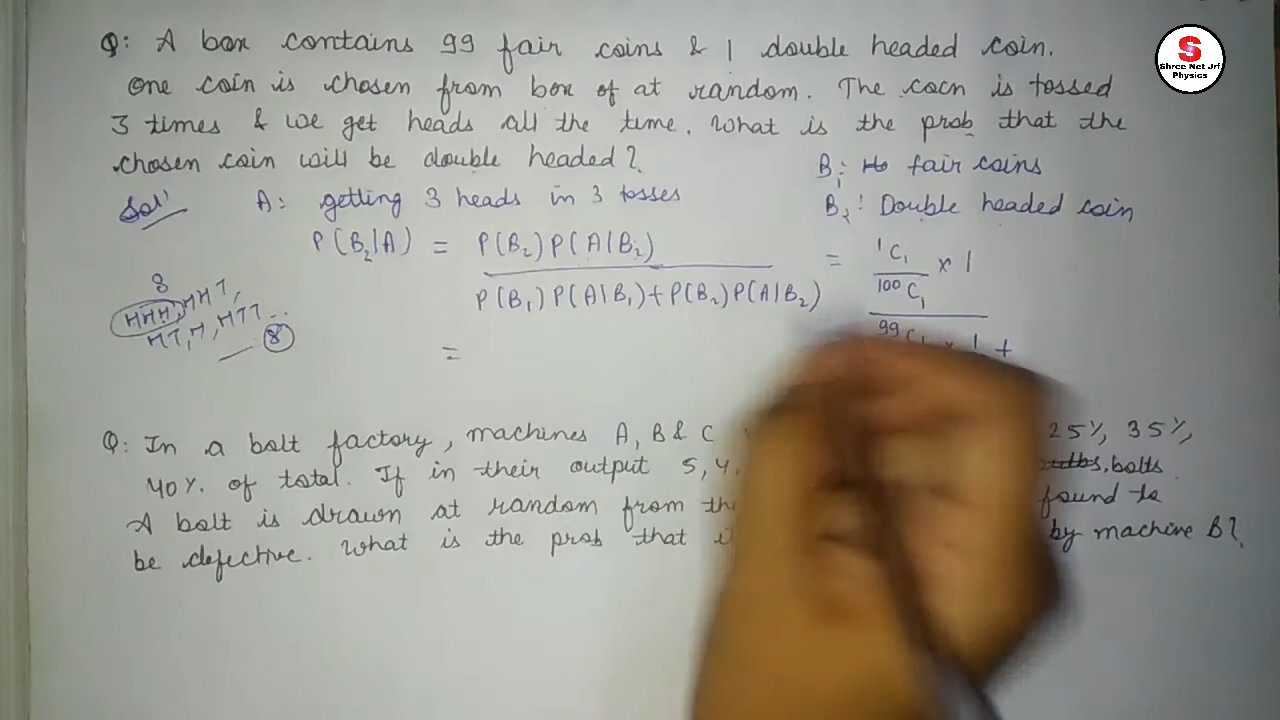 Q: A box contains 99 fair coins & 1 double headed coin.
One coin is chosen from box of at random. The coin is tossed
3 times & we get heads all the time. What is the prob that the
chosen coin will be double headed?
B1: fair coins
Sol' A: getting 3 heads in 3 tosses
B2: Double headed coin
P(B2|A) = P(B2) P(A|B2) / P(B1) P(A|B1) + P(B2) P(A|B2) = 1C1 / 100C1 × 1
99C1 × 1 +
8
HHH, HHT,
HT,H, HTT...
8
=
Q: In a bolt factory, machines A, B & C 25%, 35%,
40%. of total. If in their output 5, 4, bolts.
A bolt is drawn at random from the found to
be defective. What is the prob that by machine B?
S
Shree Net Jrf
Physics